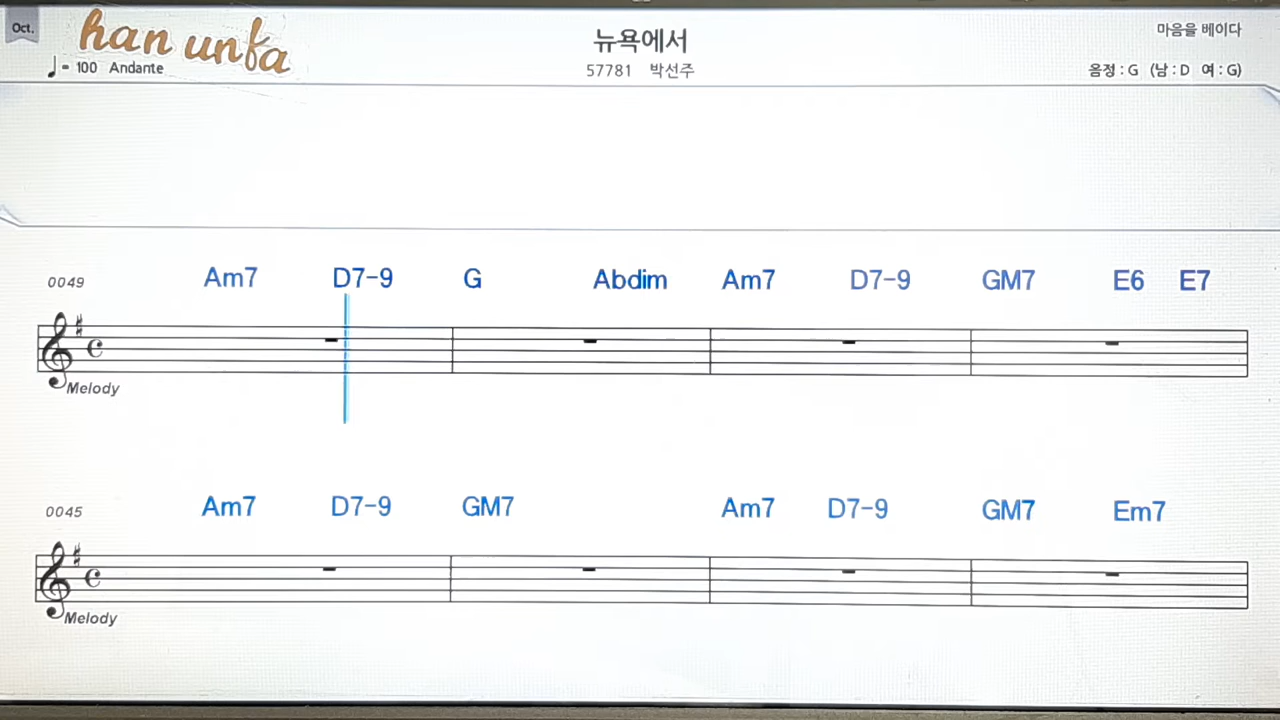 Oct.
han unfa
뉴욕에서
마음을 베이다
♩= 100 Andante
57781 박선주
음정 : G (남 : D 여 : G)
0049 Am7 D7-9 G Abdim Am7 D7-9 GM7 E6 E7
Melody
0045 Am7 D7-9 GM7 Am7 D7-9 GM7 Em7
Melody